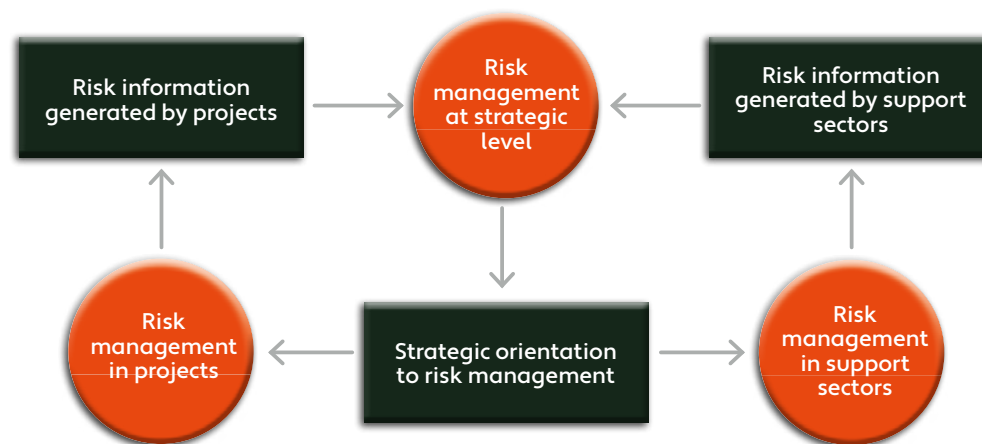 Risk information
generated by projects
Risk
management
at strategic
level
Risk information
generated by support
sectors
Risk
management
in projects
Strategic orientation
to risk management
Risk
management
in support
sectors